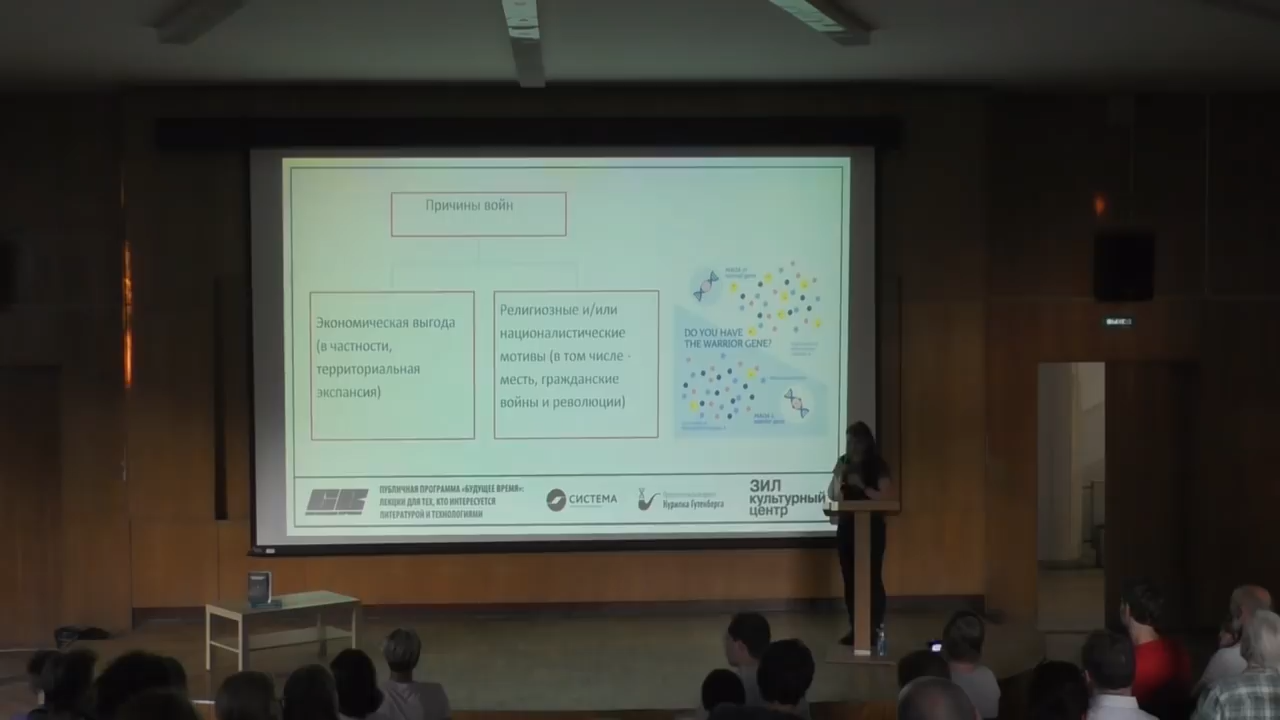 Причины войн
Экономическая выгода
(в частности,
территориальная
экспансия)
Религиозные и/или
националистические
мотивы (в том числе -
месть, гражданские
войны и революции)
DO YOU HAVE
THE WARRIOR GENE?
ПУБЛИЧНАЯ ПРОГРАММА «БУДУЩЕЕ ВРЕМЯ»:
ЛЕКЦИИ ДЛЯ ТЕХ, КТО ИНТЕРЕСУЕТСЯ
ЛИТЕРАТУРОЙ И ТЕХНОЛОГИЯМИ
СИСТЕМА
Курилка Гутенберга
ЗИЛ
культурный
центр